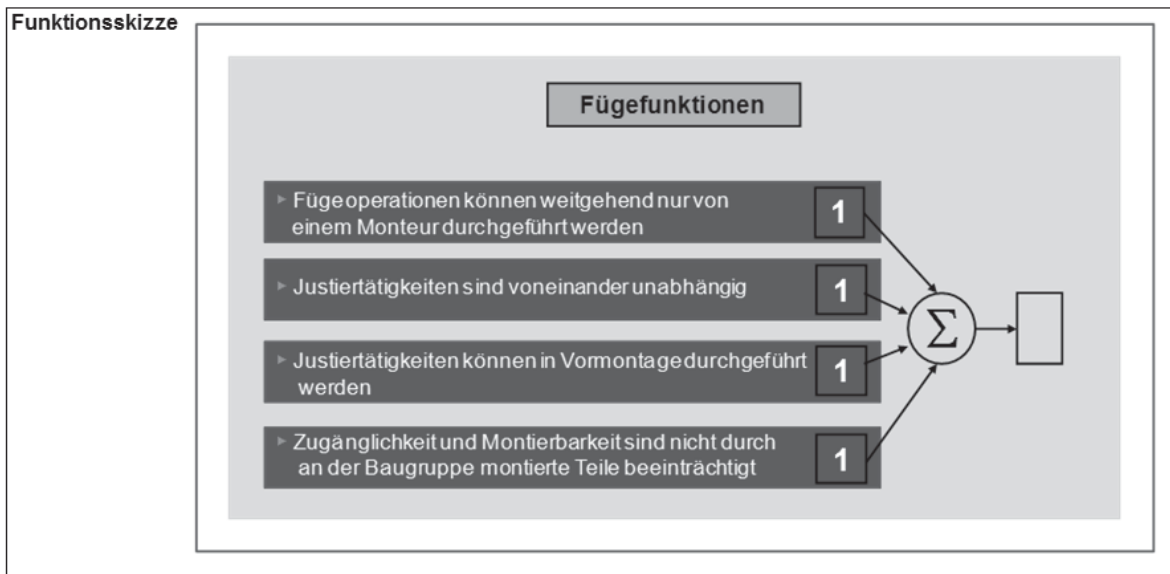 Funktionsskizze
Fügefunktionen
▸ Fügeoperationen können weitgehend nur von
einem Monteur durchgeführt werden
1
▸ Justiertätigkeiten sind voneinander unabhängig
1
▸ Justiertätigkeiten können in Vormontage durchgeführt
werden
1
▸ Zugänglichkeit und Montierbarkeit sind nicht durch
an der Baugruppe montierte Teile beeinträchtigt
1
Σ